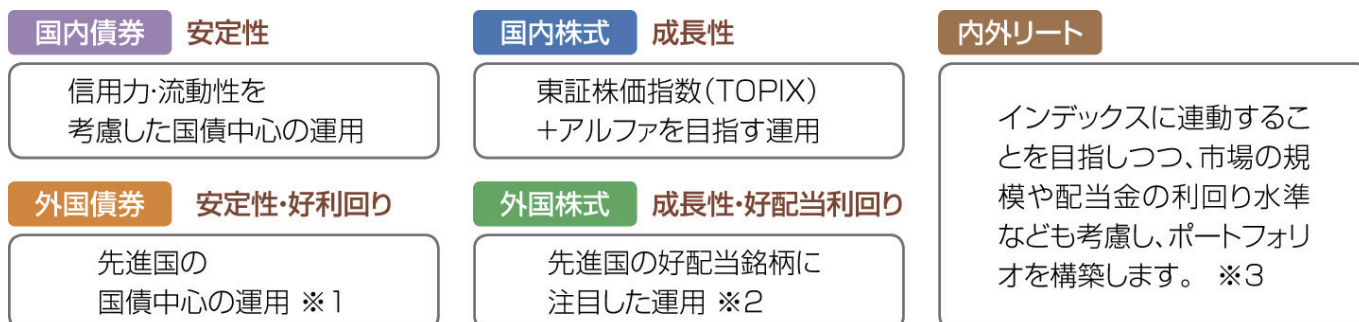 国内債券 安定性
信用力·流動性を
考慮した国債中心の運用
外国債券 安定性·好利回り
先進国の
国債中心の運用 ※1
国内株式 成長性
東証株価指数(TOPIX)
+アルファを目指す運用
外国株式 成長性·好配当利回り
先進国の好配当銘柄に
注目した運用 ※2
内外リート
インデックスに連動するこ
とを目指しつつ、市場の規
模や配当金の利回り水準
なども考慮し、ポートフォリ
オを構築します。 ※3